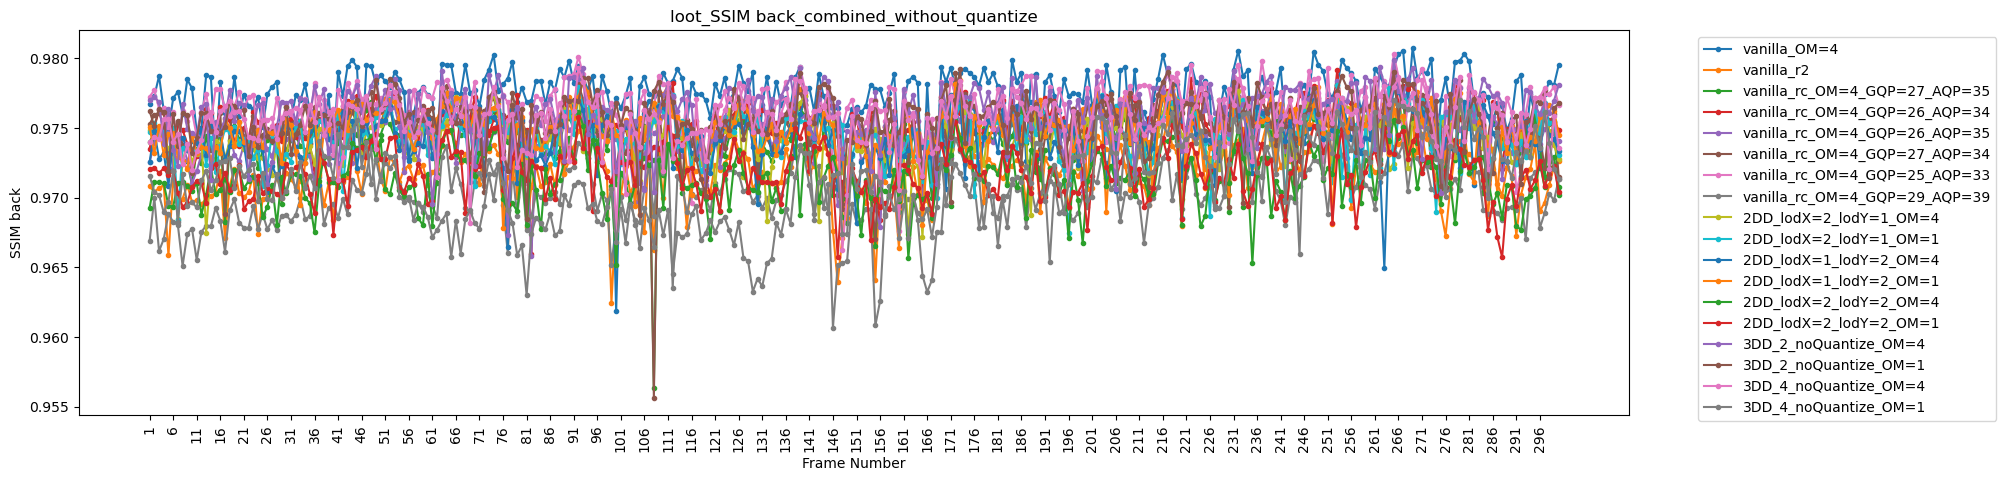 loot_SSIM back_combined_without_quantize
SSIM back
0.980
0.975
0.970
0.965
0.960
0.955
1 6 11 16 21 26 31 36 41 46 51 56 61 66 71 76 81 86 91 96 101 106 111 116 121 126 131 136 141 146 151 156 161 166 171 176 181 186 191 196 201 206 211 216 221 226 231 236 241 246 251 256 261 266 271 276 281 286 291 296
Frame Number
vanilla_OM=4
vanilla_r2
vanilla_rc_OM=4_GQP=27_AQP=35
vanilla_rc_OM=4_GQP=26_AQP=34
vanilla_rc_OM=4_GQP=26_AQP=35
vanilla_rc_OM=4_GQP=27_AQP=34
vanilla_rc_OM=4_GQP=25_AQP=33
vanilla_rc_OM=4_GQP=29_AQP=39
2DD_lodX=2_lodY=1_OM=4
2DD_lodX=2_lodY=1_OM=1
2DD_lodX=1_lodY=2_OM=4
2DD_lodX=1_lodY=2_OM=1
2DD_lodX=2_lodY=2_OM=4
2DD_lodX=2_lodY=2_OM=1
3DD_2_noQuantize_OM=4
3DD_2_noQuantize_OM=1
3DD_4_noQuantize_OM=4
3DD_4_noQuantize_OM=1